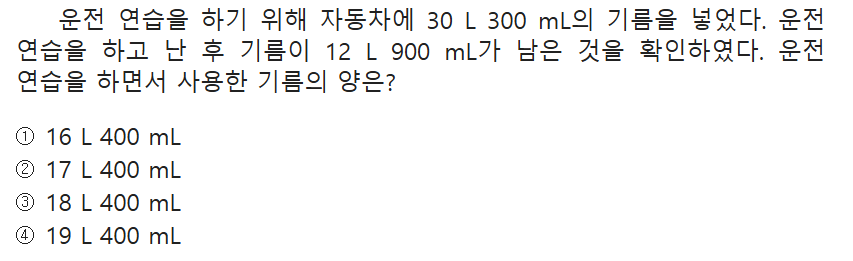 운전 연습을 하기 위해 자동차에 30 L 300 mL의 기름을 넣었다. 운전
연습을 하고 난 후 기름이 12 L 900 mL가 남은 것을 확인하였다. 운전
연습을 하면서 사용한 기름의 양은?
① 16 L 400 mL
② 17 L 400 mL
③ 18 L 400 mL
④ 19 L 400 mL